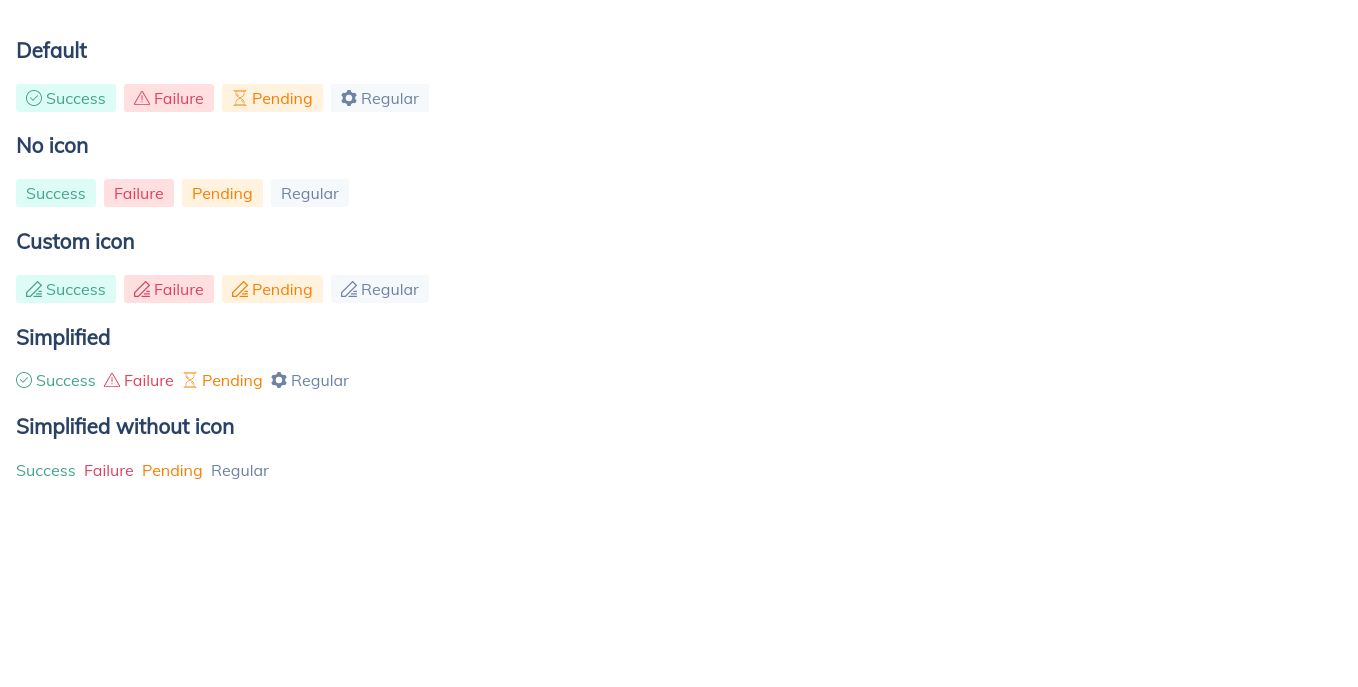 Default
Success Failure Pending Regular
No icon
Success Failure Pending Regular
Custom icon
Success Failure Pending Regular
Simplified
Success Failure Pending Regular
Simplified without icon
Success Failure Pending Regular